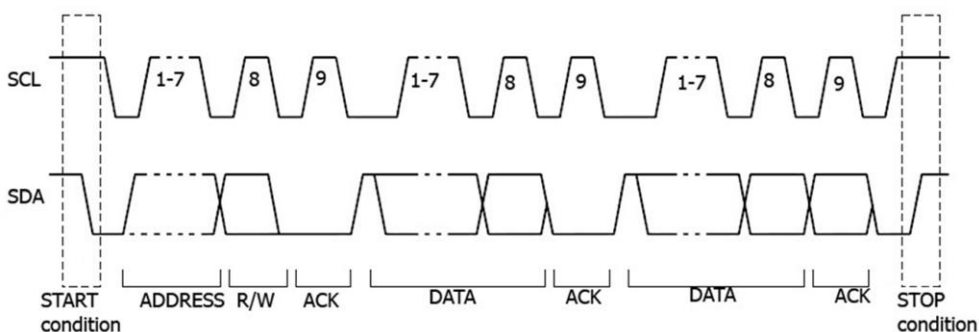 SCL
1-7
8
9
1-7
8
9
1-7
8
9
SDA
START
condition
ADDRESS
R/W
ACK
DATA
ACK
DATA
ACK
STOP
condition